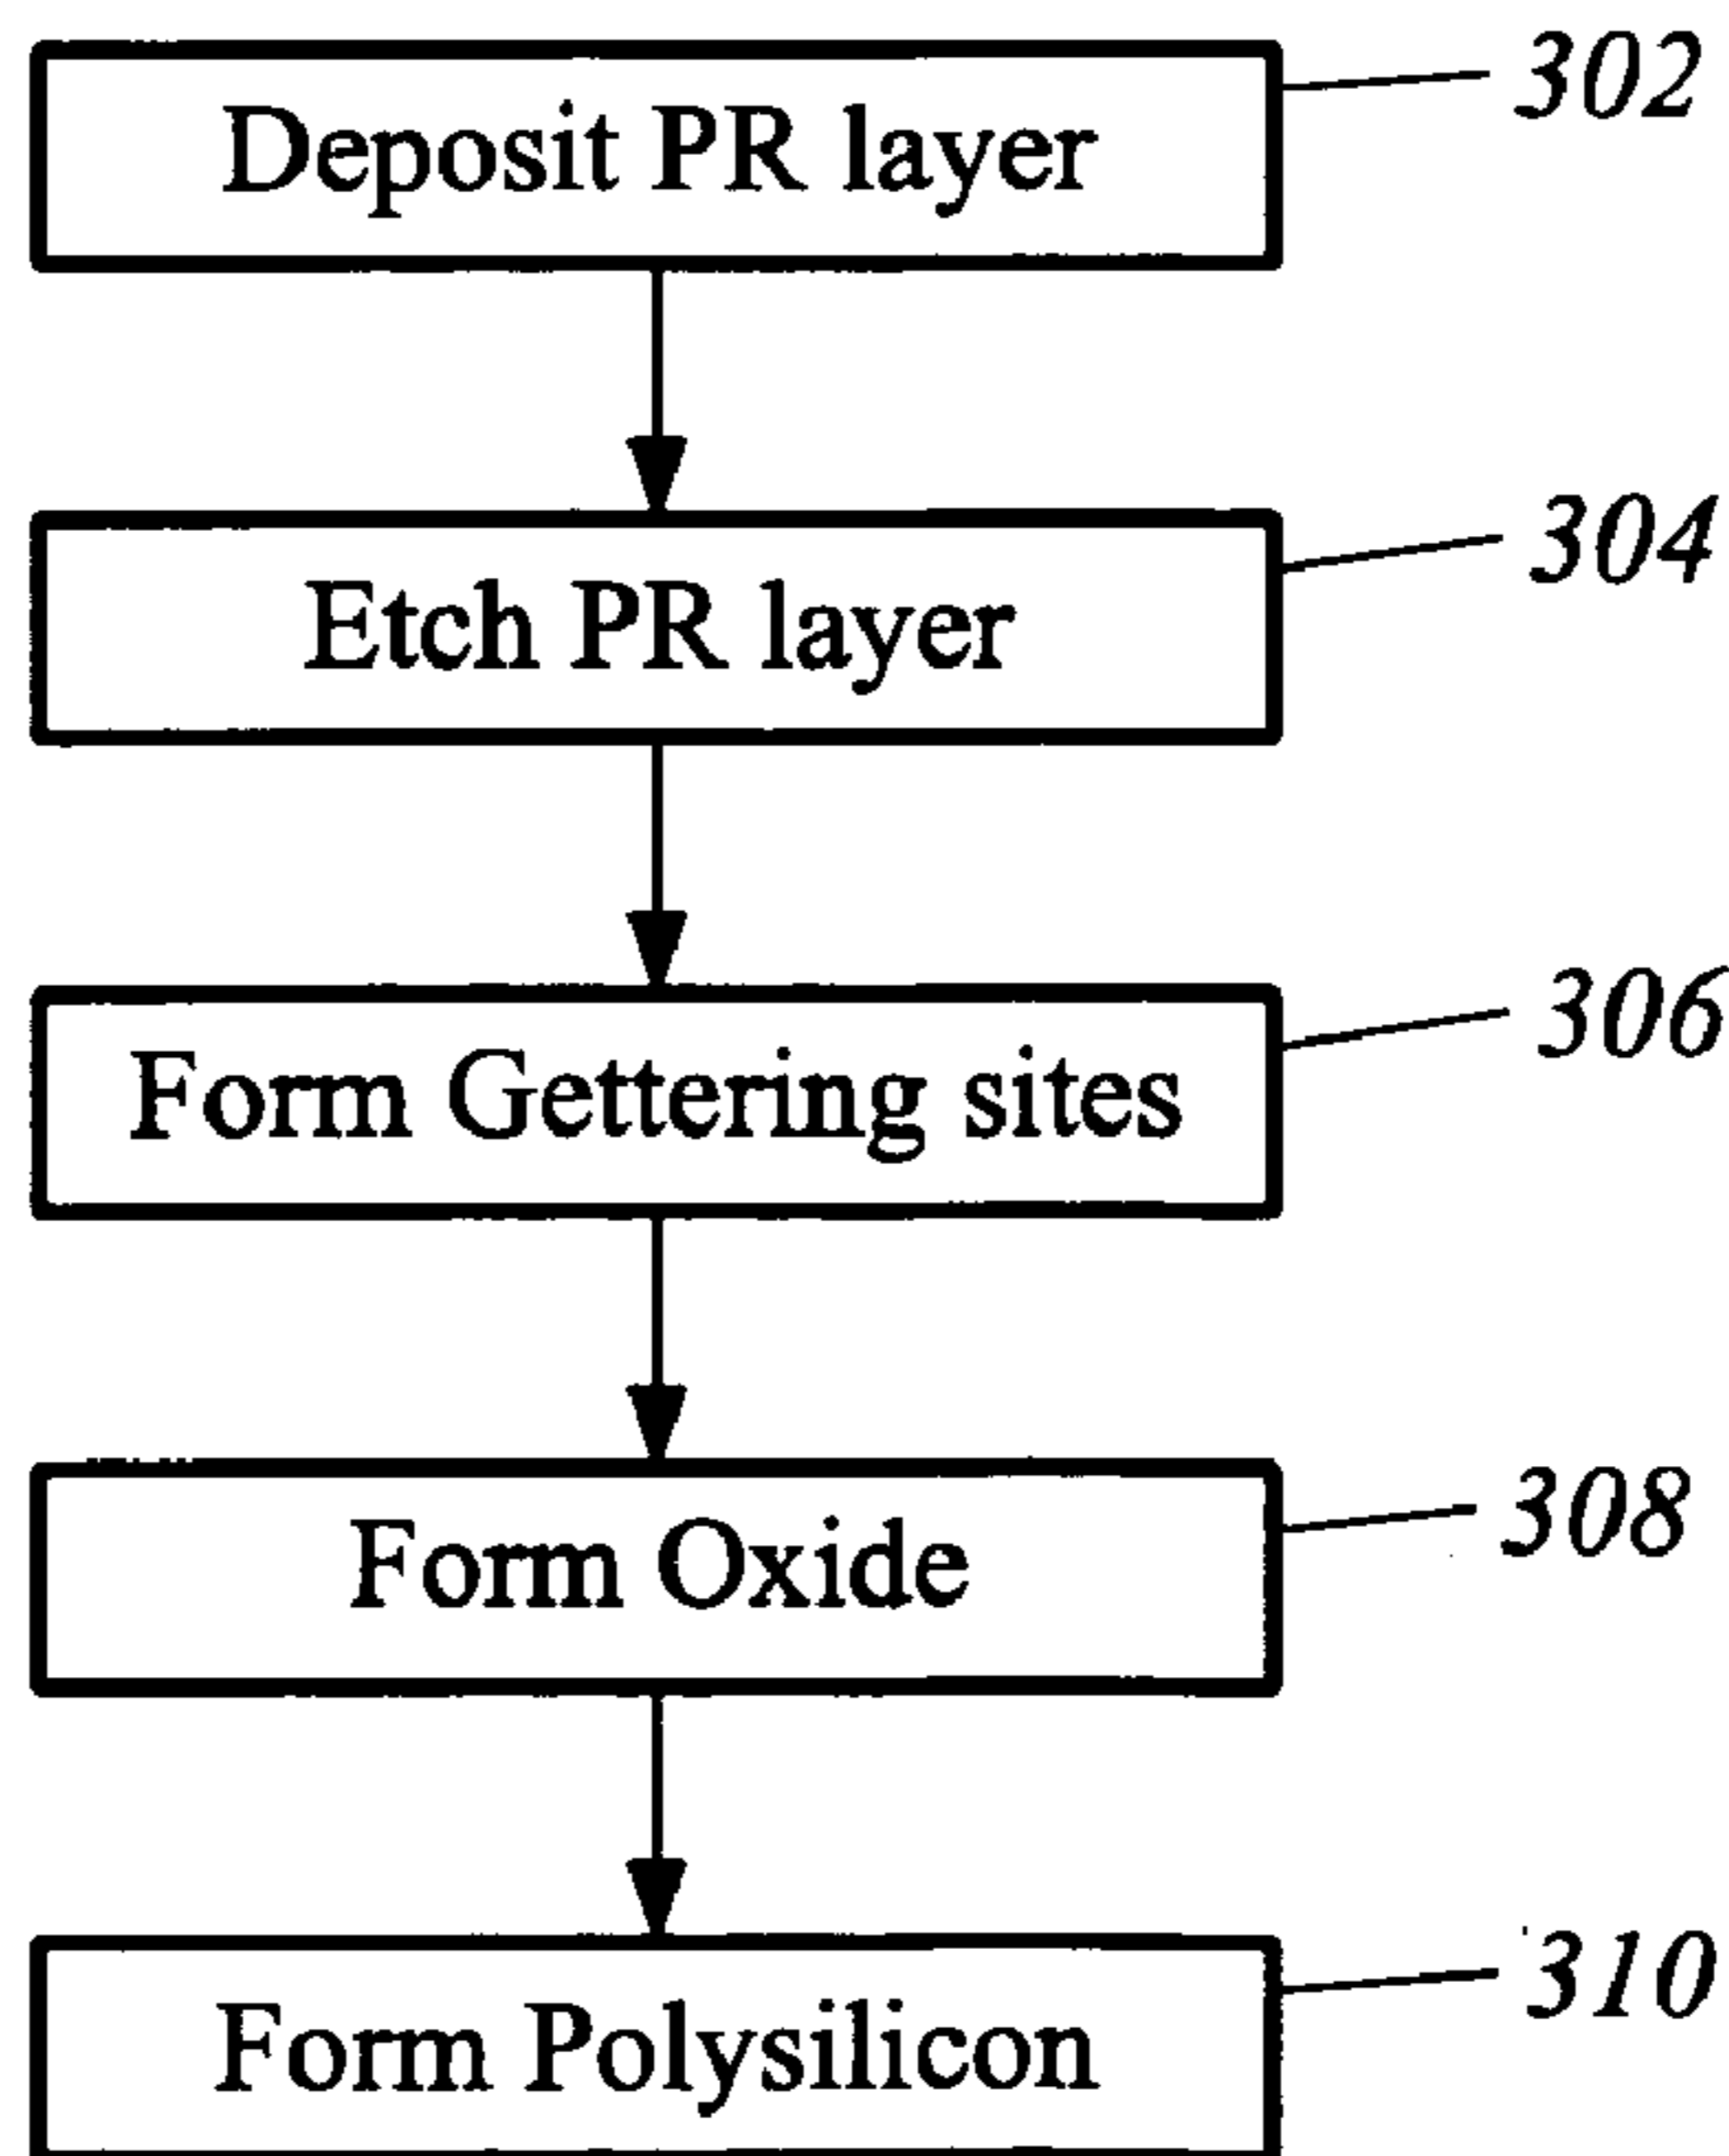 Deposit PR layer
302
Etch PR layer
304
Form Gettering sites
306
Form Oxide
308
Form Polysilicon
310